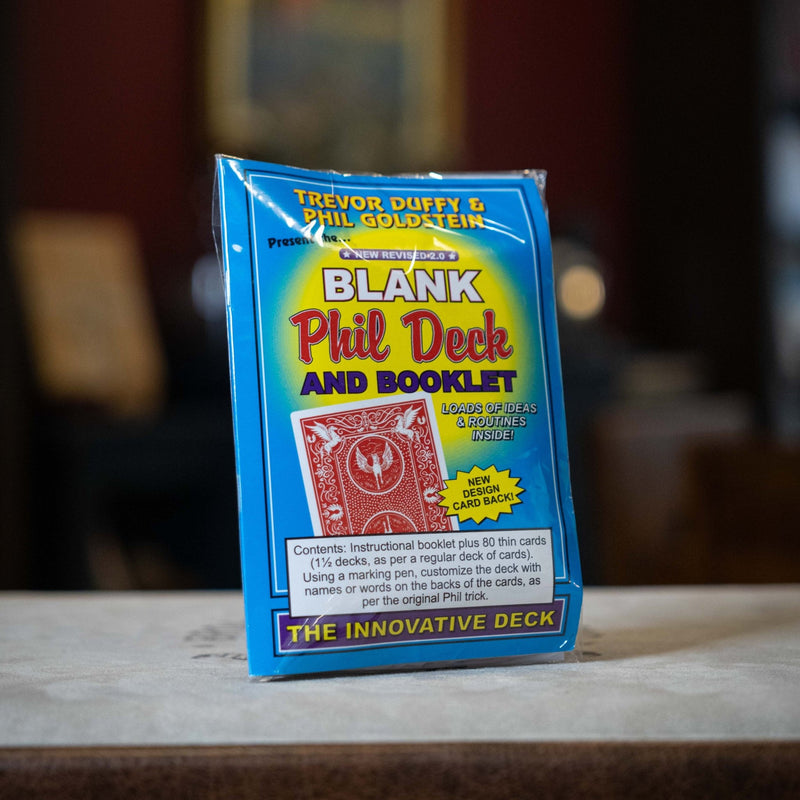 TREVOR DUFFY &
PHIL GOLDSTEIN
Present the...
★ NEW REVISED 2.0 ★
BLANK
Phil Deck
AND BOOKLET
LOADS OF IDEAS
& ROUTINES
INSIDE!
NEW
DESIGN
CARD BACK!
Contents: Instructional booklet plus 80 thin cards
(1½ decks, as per a regular deck of cards).
Using a marking pen, customize the deck with
names or words on the backs of the cards, as
per the original Phil trick.
THE INNOVATIVE DECK